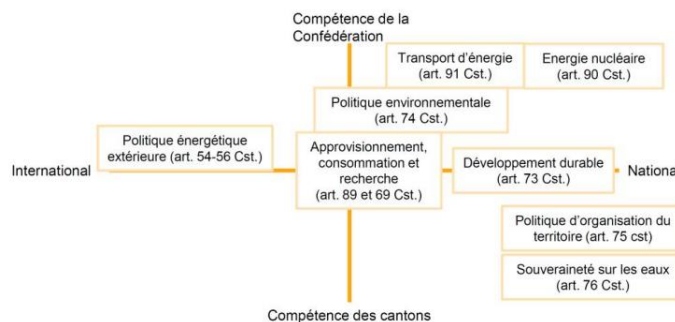 Compétence de la
Confédération
Transport d'énergie
(art. 91 Cst.)
Energie nucléaire
(art. 90 Cst.)
Politique environnementale
(art. 74 Cst.)
Politique énergétique
extérieure (art. 54-56 Cst.)
Approvisionnement,
consommation et
recherche
(art. 89 et 69 Cst.)
Développement durable
(art. 73 Cst.)
International
National
Politique d'organisation du
territoire (art. 75 cst)
Souveraineté sur les eaux
(art. 76 Cst.)
Compétence des cantons